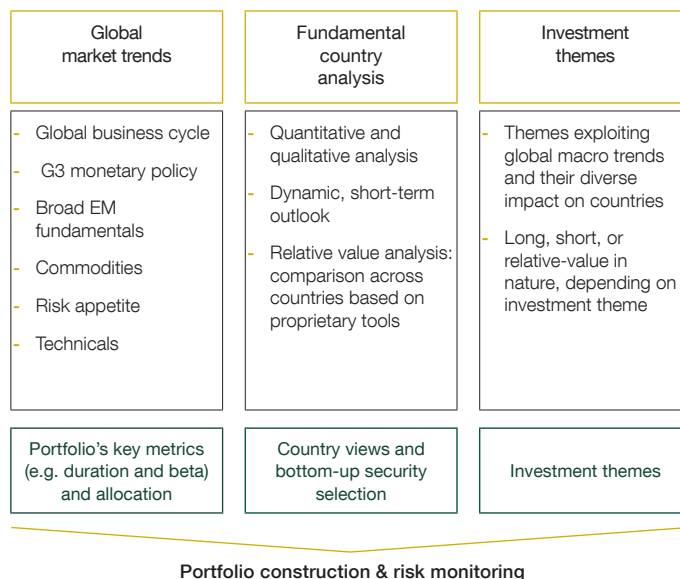 Global
market trends
Fundamental
country
analysis
Investment
themes
- Global business cycle
- G3 monetary policy
- Broad EM
fundamentals
- Commodities
- Risk appetite
- Technicals
- Quantitative and
qualitative analysis
- Dynamic, short-term
outlook
- Relative value analysis:
comparison across
countries based on
proprietary tools
- Themes exploiting
global macro trends
and their diverse
impact on countries
- Long, short, or
relative-value in
nature, depending on
investment theme
Portfolio's key metrics
(e.g. duration and beta)
and allocation
Country views and
bottom-up security
selection
Investment themes
Portfolio construction & risk monitoring